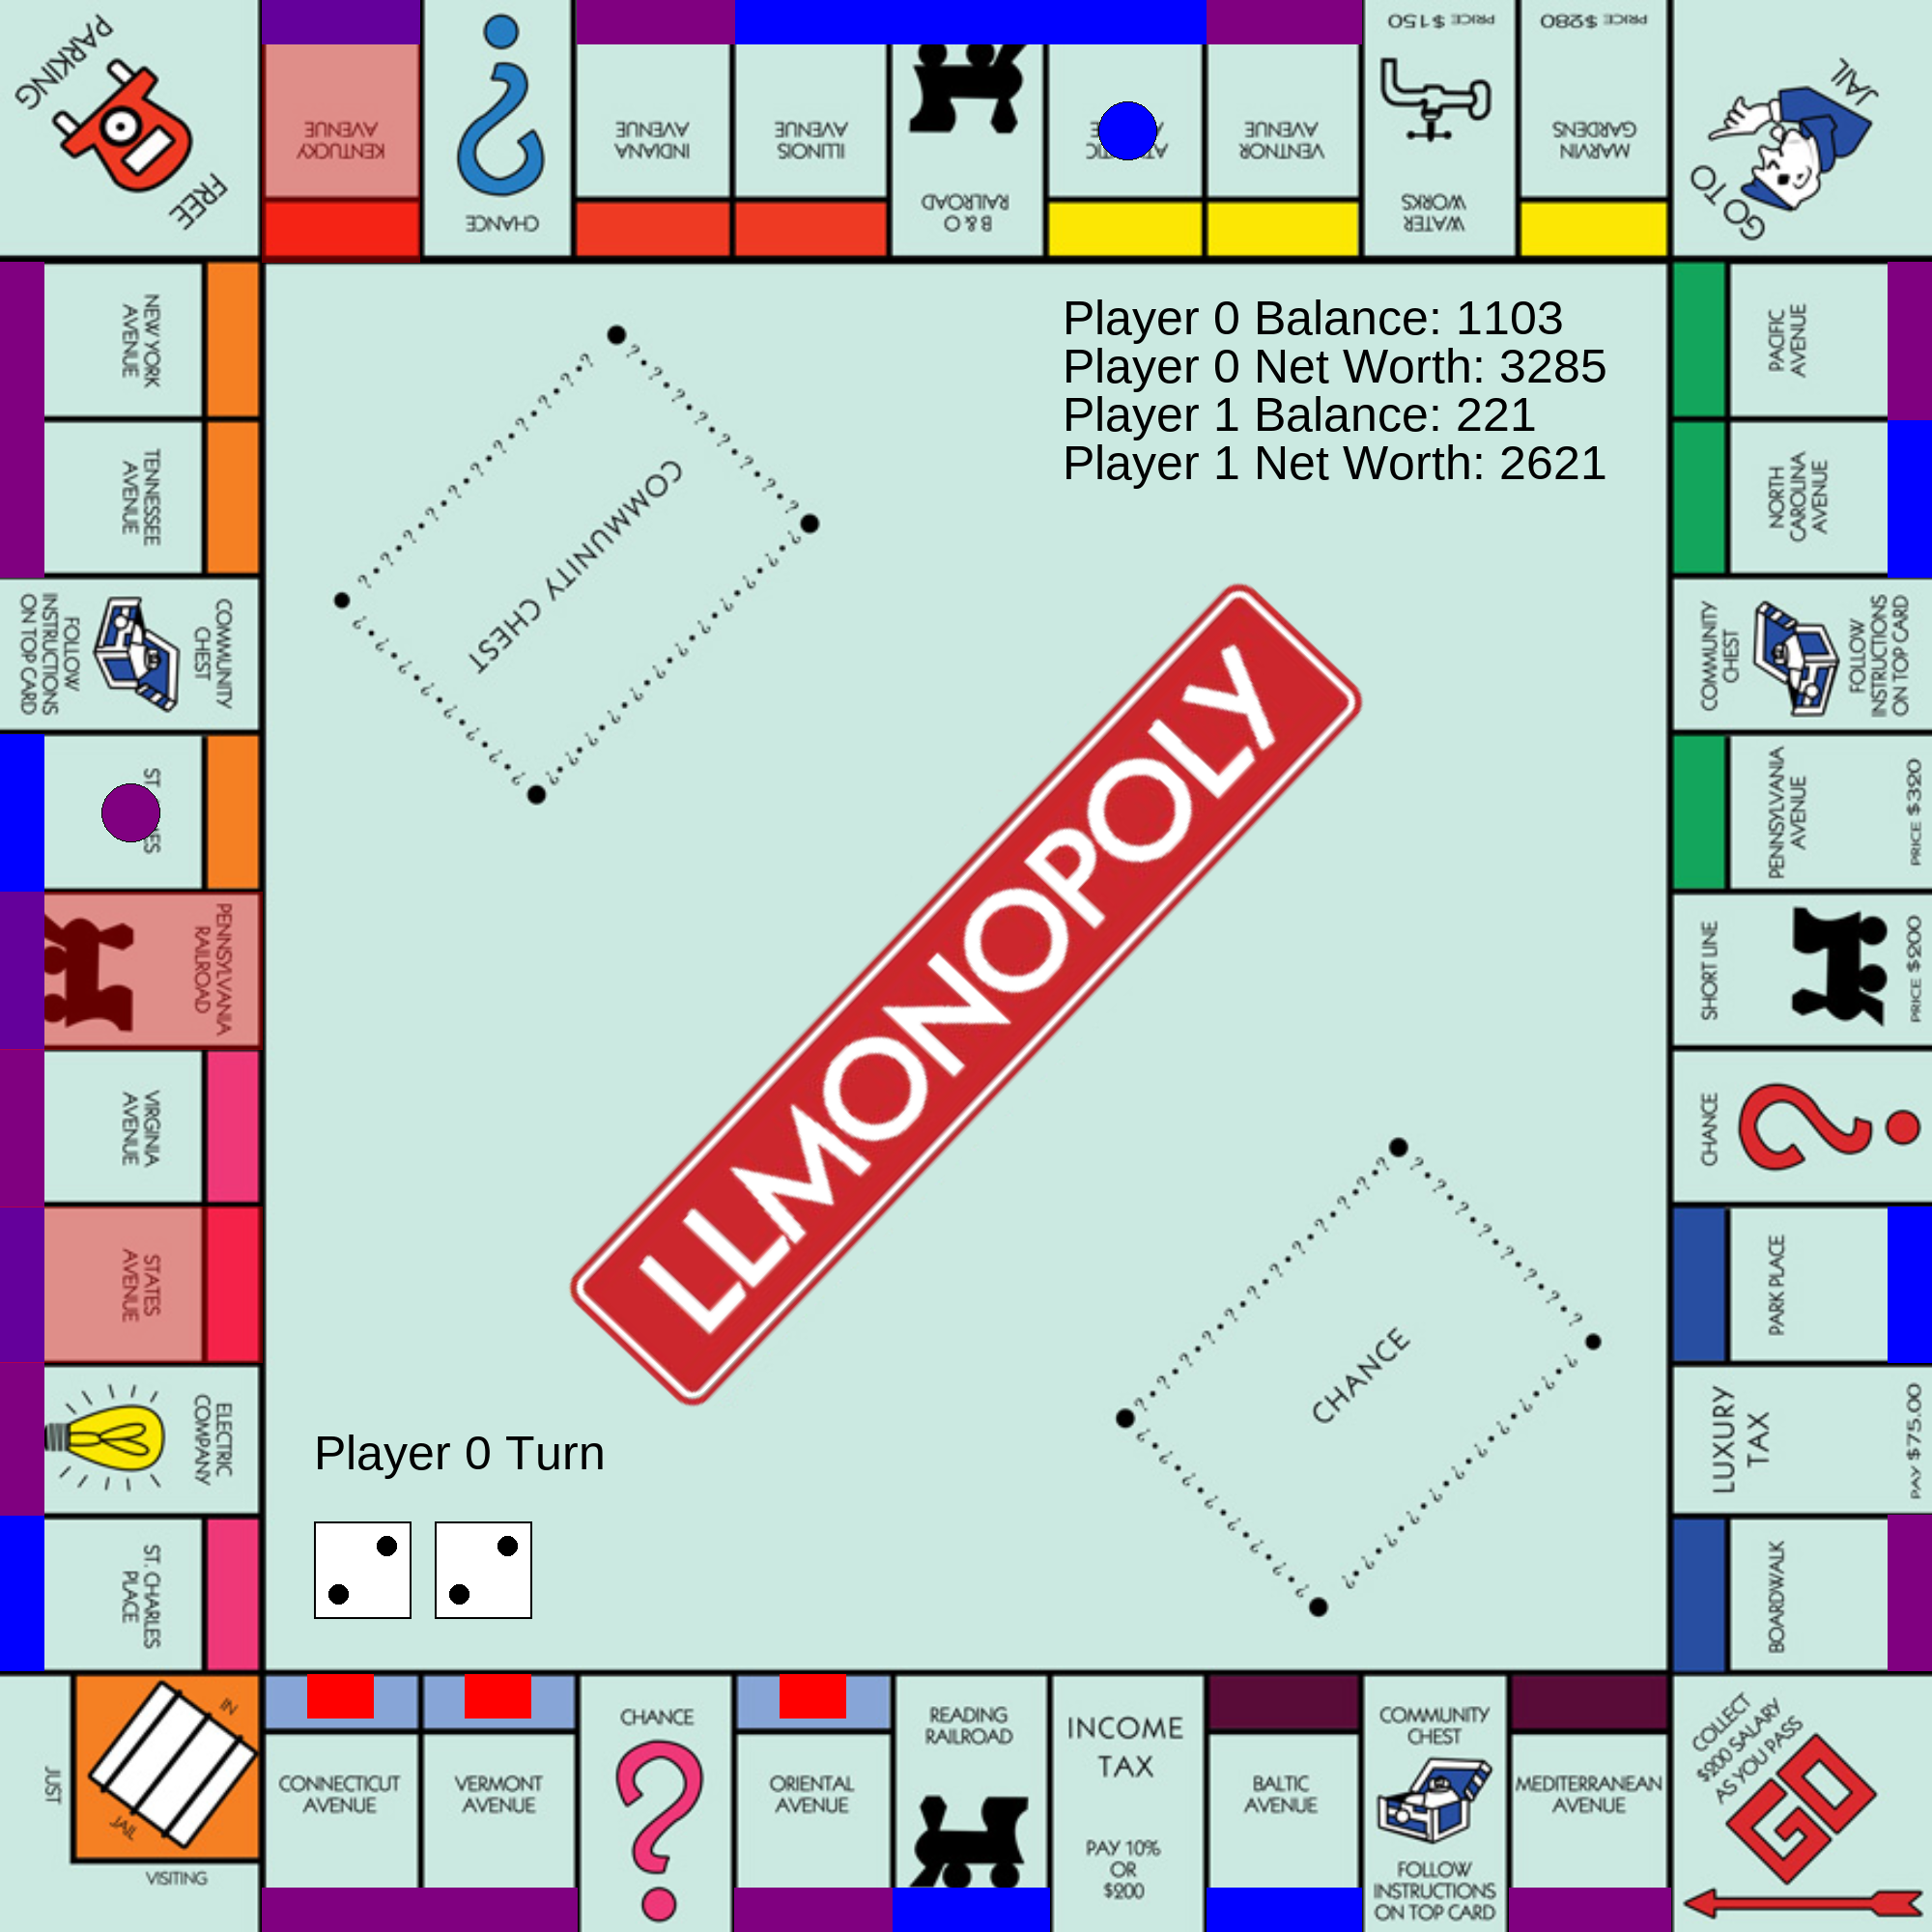 FREE
PARKING
KENTUCKY
AVENUE
CHANCE
INDIANA
AVENUE
ILLINOIS
AVENUE
B & O
RAILROAD
VENTNOR
AVENUE
WATER
WORKS
PRICE $150
MARVIN
GARDENS
PRICE $280
GO TO
JAIL
NEW YORK
AVENUE
TENNESSEE
AVENUE
COMMUNITY
CHEST
FOLLOW
INSTRUCTIONS
ON TOP CARD
ST
ES
PENNSYLVANIA
RAILROAD
VIRGINIA
AVENUE
STATES
AVENUE
ELECTRIC
COMPANY
ST. CHARLES
PLACE
Player 0 Balance: 1103
Player 0 Net Worth: 3285
Player 1 Balance: 221
Player 1 Net Worth: 2621
COMMUNITY CHEST
LLMONOPOLY
CHANCE
Player 0 Turn
PACIFIC
AVENUE
NORTH
CAROLINA
AVENUE
COMMUNITY
CHEST
FOLLOW
INSTRUCTIONS
ON TOP CARD
PENNSYLVANIA
AVENUE
PRICE $320
SHORT LINE
PRICE $200
CHANCE
PARK PLACE
LUXURY
TAX
PAY $75.00
BOARDWALK
IN
JAIL
JUST
VISITING
CONNECTICUT
AVENUE
VERMONT
AVENUE
CHANCE
ORIENTAL
AVENUE
READING
RAILROAD
INCOME
TAX
PAY 10%
OR
$200
BALTIC
AVENUE
COMMUNITY
CHEST
FOLLOW
INSTRUCTIONS
ON TOP CARD
MEDITERRANEAN
AVENUE
COLLECT
$200 SALARY
AS YOU PASS
GO